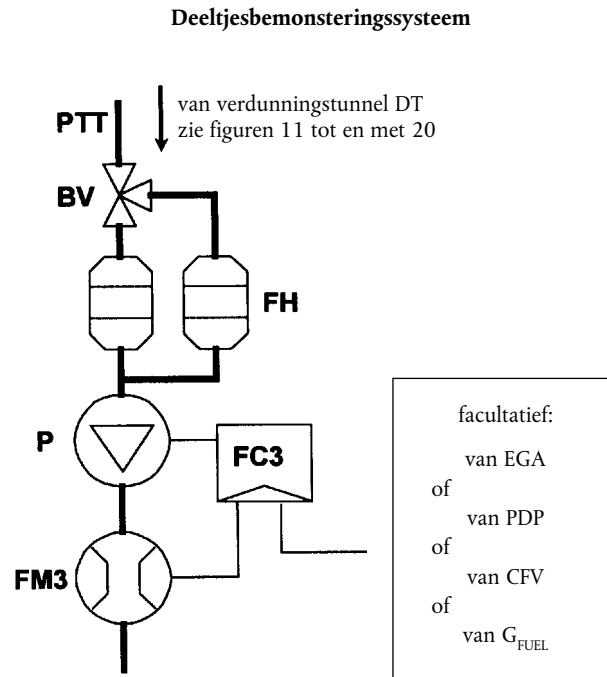 Deeltjesbemonsteringssysteem
van verdunningstunnel DT
zie figuren 11 tot en met 20
PTT
BV
FH
P
FC3
FM3
facultatief:
van EGA
of
van PDP
of
van CFV
of
van G_FUEL